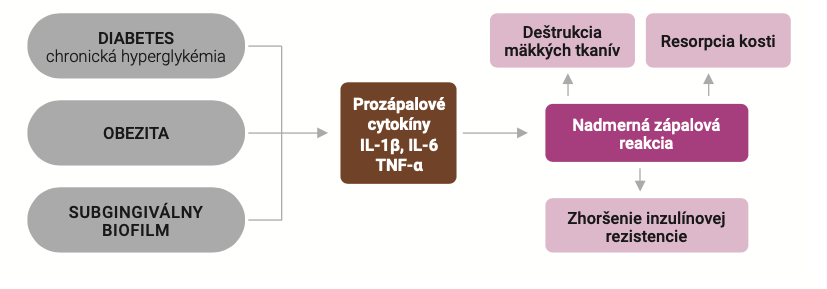 DIABETES
chronická hyperglykémia
OBEZITA
SUBGINGIVÁLNY
BIOFILM
Prozápalové
cytokíny
IL-1β, IL-6
TNF-α
Deštrukcia
mäkkých tkanív
Resorpcia kosti
Nadmerná zápalová
reakcia
Zhoršenie inzulínovej
rezistencie